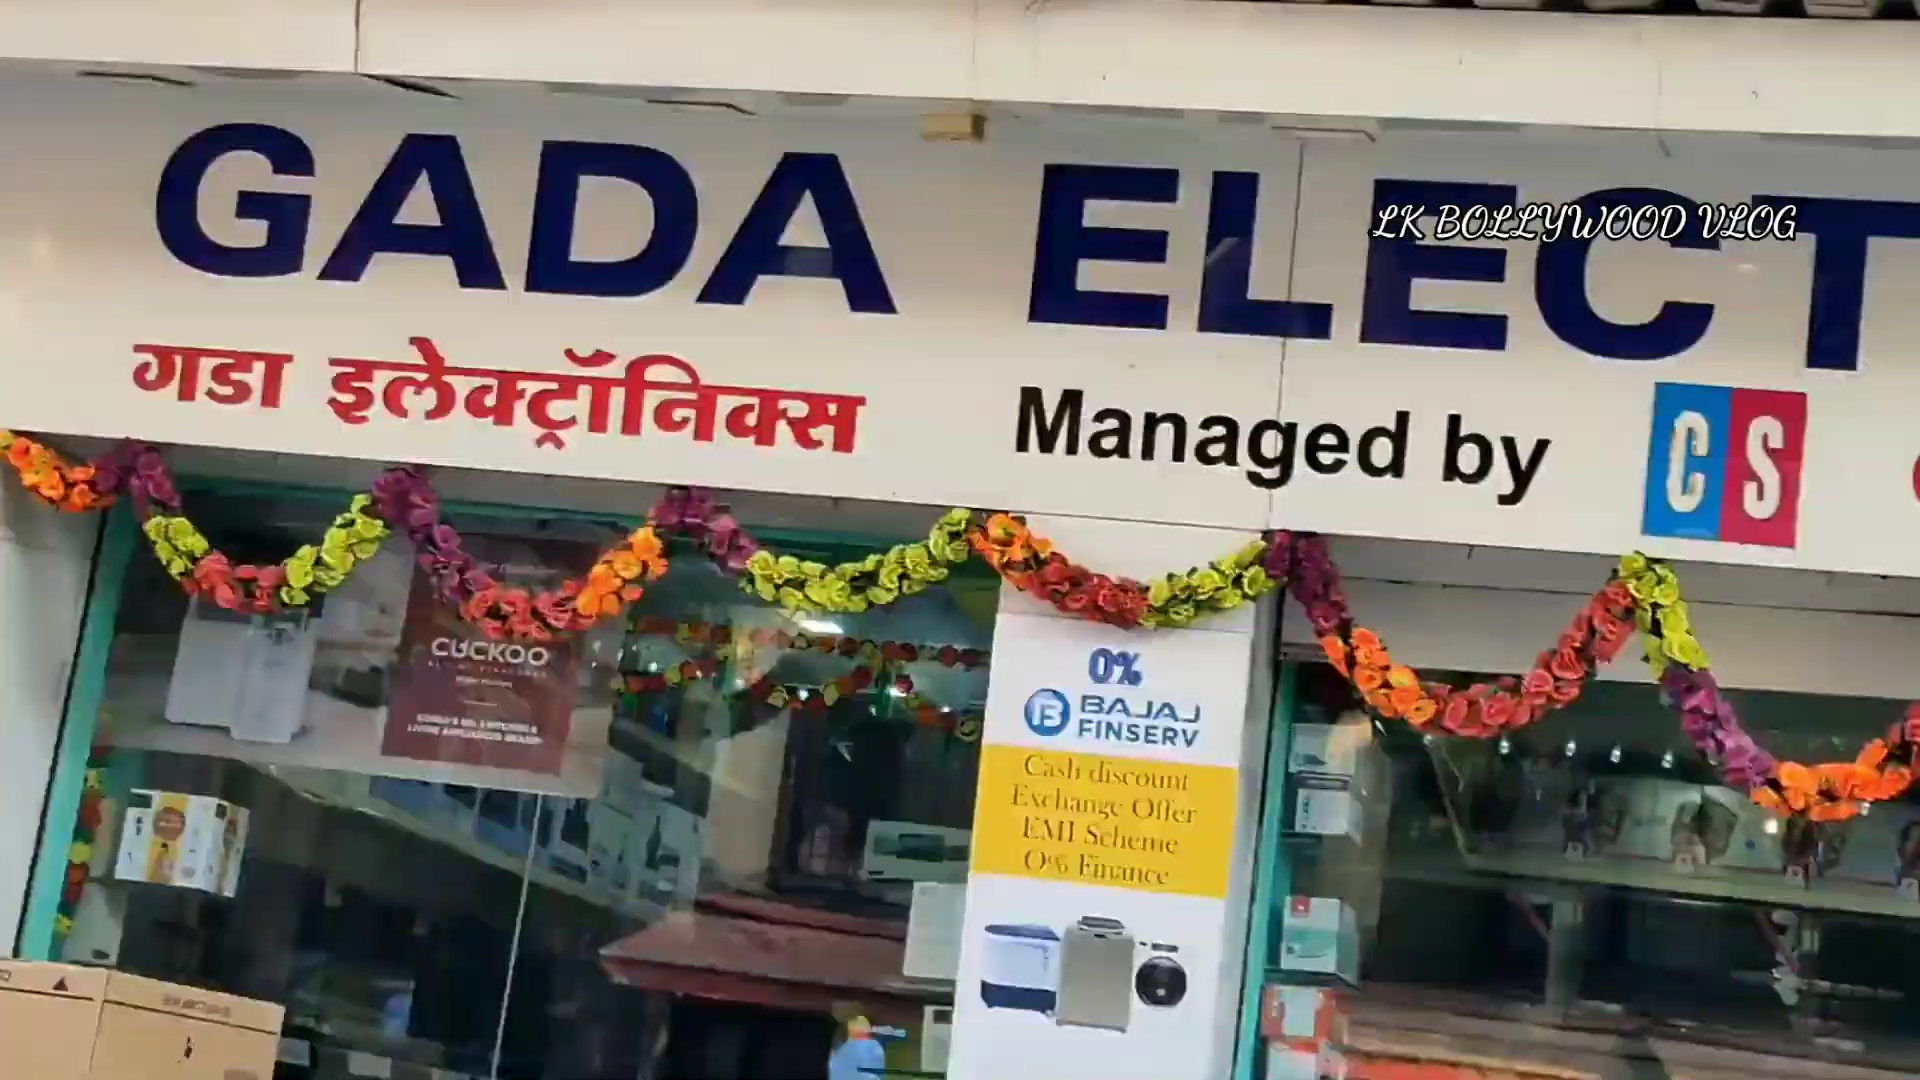 GADA ELECT
LK BOLLYWOOD VLOG
गडा इलेक्ट्रॉनिक्स
Managed by CS
CUCKOO
0%
B BAJAJ
FINSERV
Cash discount
Exchange Offer
EMI Scheme
0% Finance